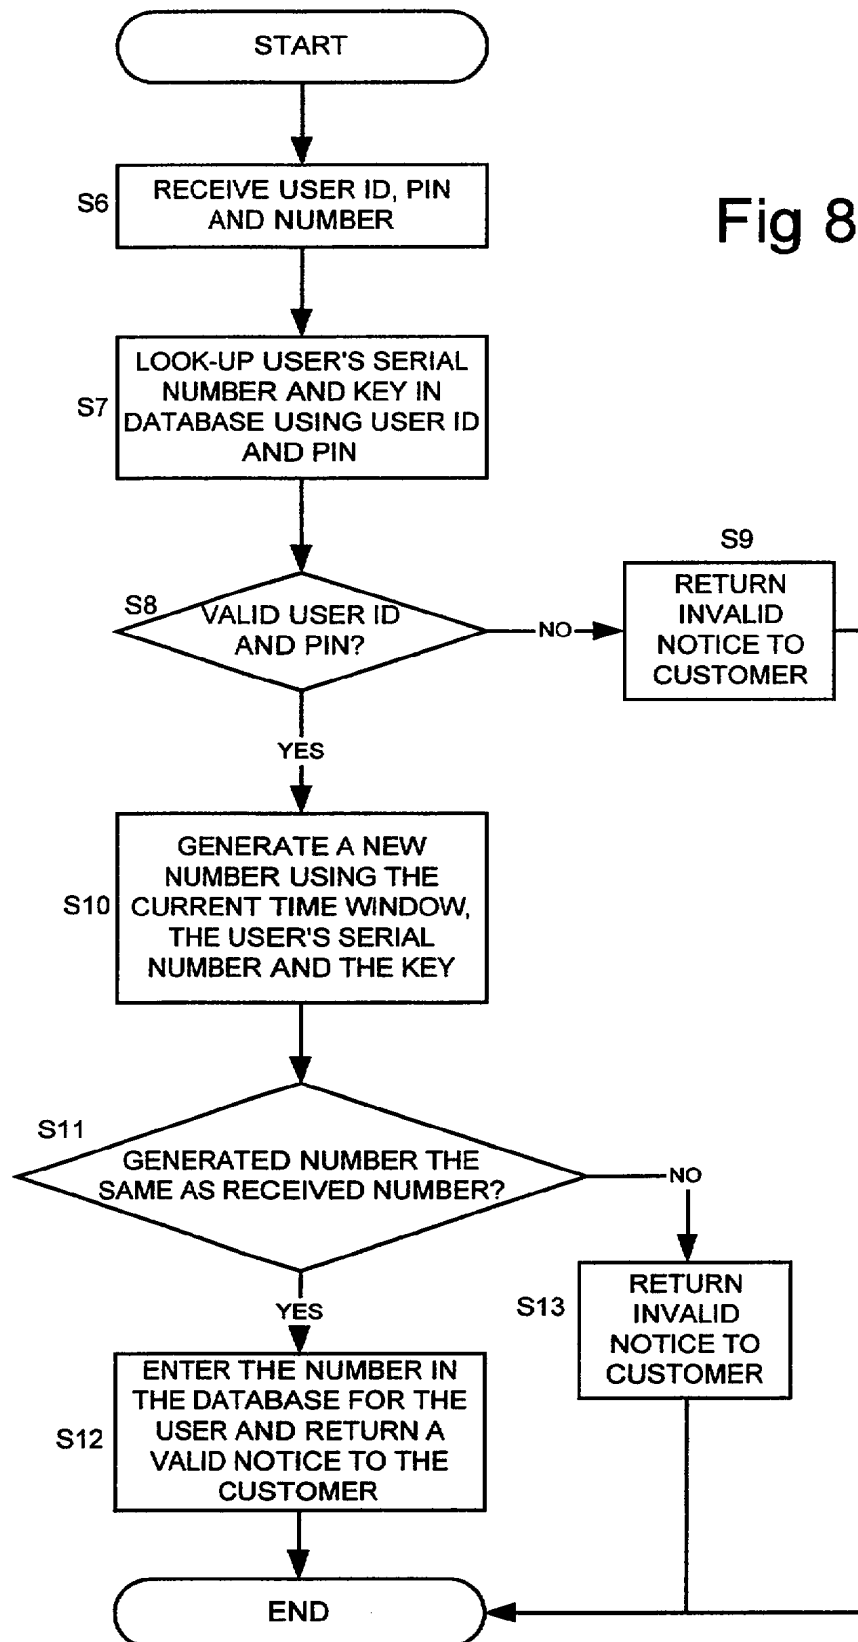 START
S6
RECEIVE USER ID, PIN
AND NUMBER
Fig 8
S7
LOOK-UP USER'S SERIAL
NUMBER AND KEY IN
DATABASE USING USER ID
AND PIN
S8
VALID USER ID
AND PIN?
NO
S9
RETURN
INVALID
NOTICE TO
CUSTOMER
YES
S10
GENERATE A NEW
NUMBER USING THE
CURRENT TIME WINDOW,
THE USER'S SERIAL
NUMBER AND THE KEY
S11
GENERATED NUMBER THE
SAME AS RECEIVED NUMBER?
NO
S13
RETURN
INVALID
NOTICE TO
CUSTOMER
YES
S12
ENTER THE NUMBER IN
THE DATABASE FOR THE
USER AND RETURN A
VALID NOTICE TO THE
CUSTOMER
END